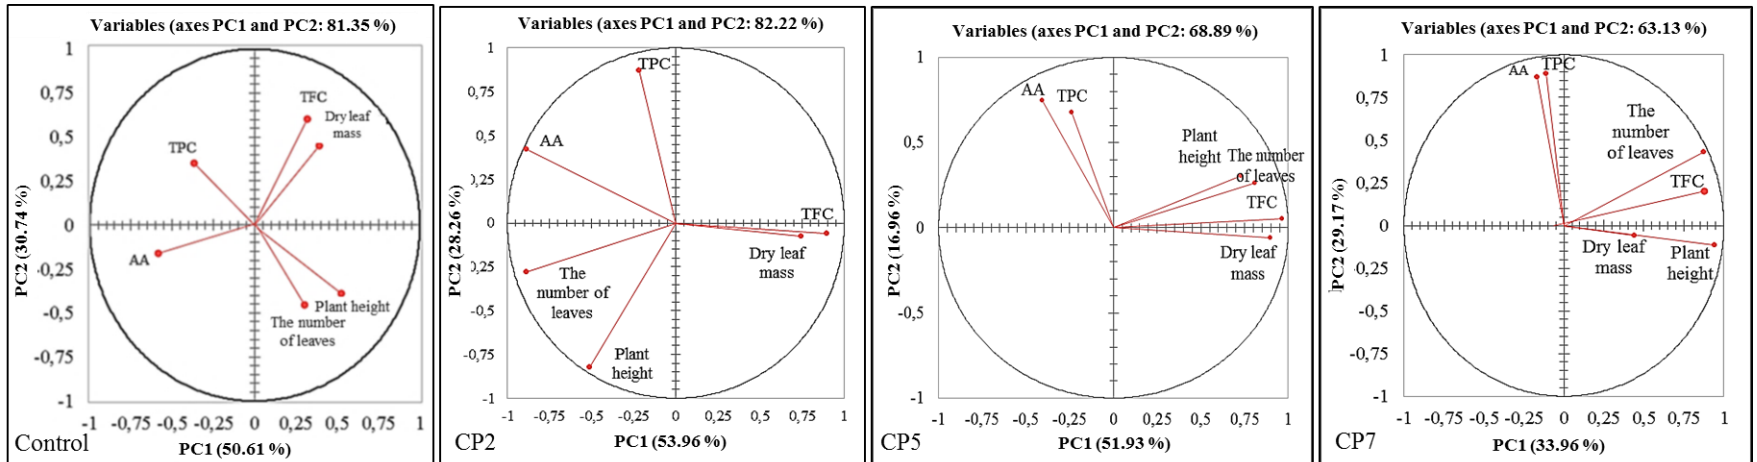 Variables (axes PC1 and PC2: 81.35 %)
1
0,75
0,5
0,25
0
-0,25
-0,5
-0,75
-1
PC2 (30.74 %)
TFC
Dry leaf
mass
TPC
AA
Plant height
The number
of leaves
-1
-0,75
-0,5
-0,25
0
0,25
0,5
0,75
1
PC1 (50.61 %)
Control
Variables (axes PC1 and PC2: 82.22 %)
1
0,75
0,5
0,25
0
0,25
-0,5
-0,75
-1
PC2 (28.26 %)
TPC
AA
TFC
Dry leaf
mass
The
number of
leaves
Plant
height
-1
-0,75
-0,5
-0,25
0
0,25
0,5
0,75
1
PC1 (53.96 %)
CP2
Variables (axes PC1 and PC2: 68.89 %)
1
0,5
0
-0,5
-1
PC2 (16.96 %)
AA
TPC
Plant
height
The number
of leaves
TFC
Dry leaf
mass
-1
-0,75
-0,5
-0,25
0
0,25
0,5
0,75
1
PC1 (51.93 %)
CP5
Variables (axes PC1 and PC2: 63.13 %)
1
0,75
0,5
0,25
0
-0,25
-0,5
-0,75
-1
PC2 (29.17 %)
AA
TPC
The
number
of leaves
TFC
Dry leaf
mass
Plant
height
-1
-0,75
-0,5
-0,25
0
0,25
0,5
0,75
1
PC1 (33.96 %)
CP7